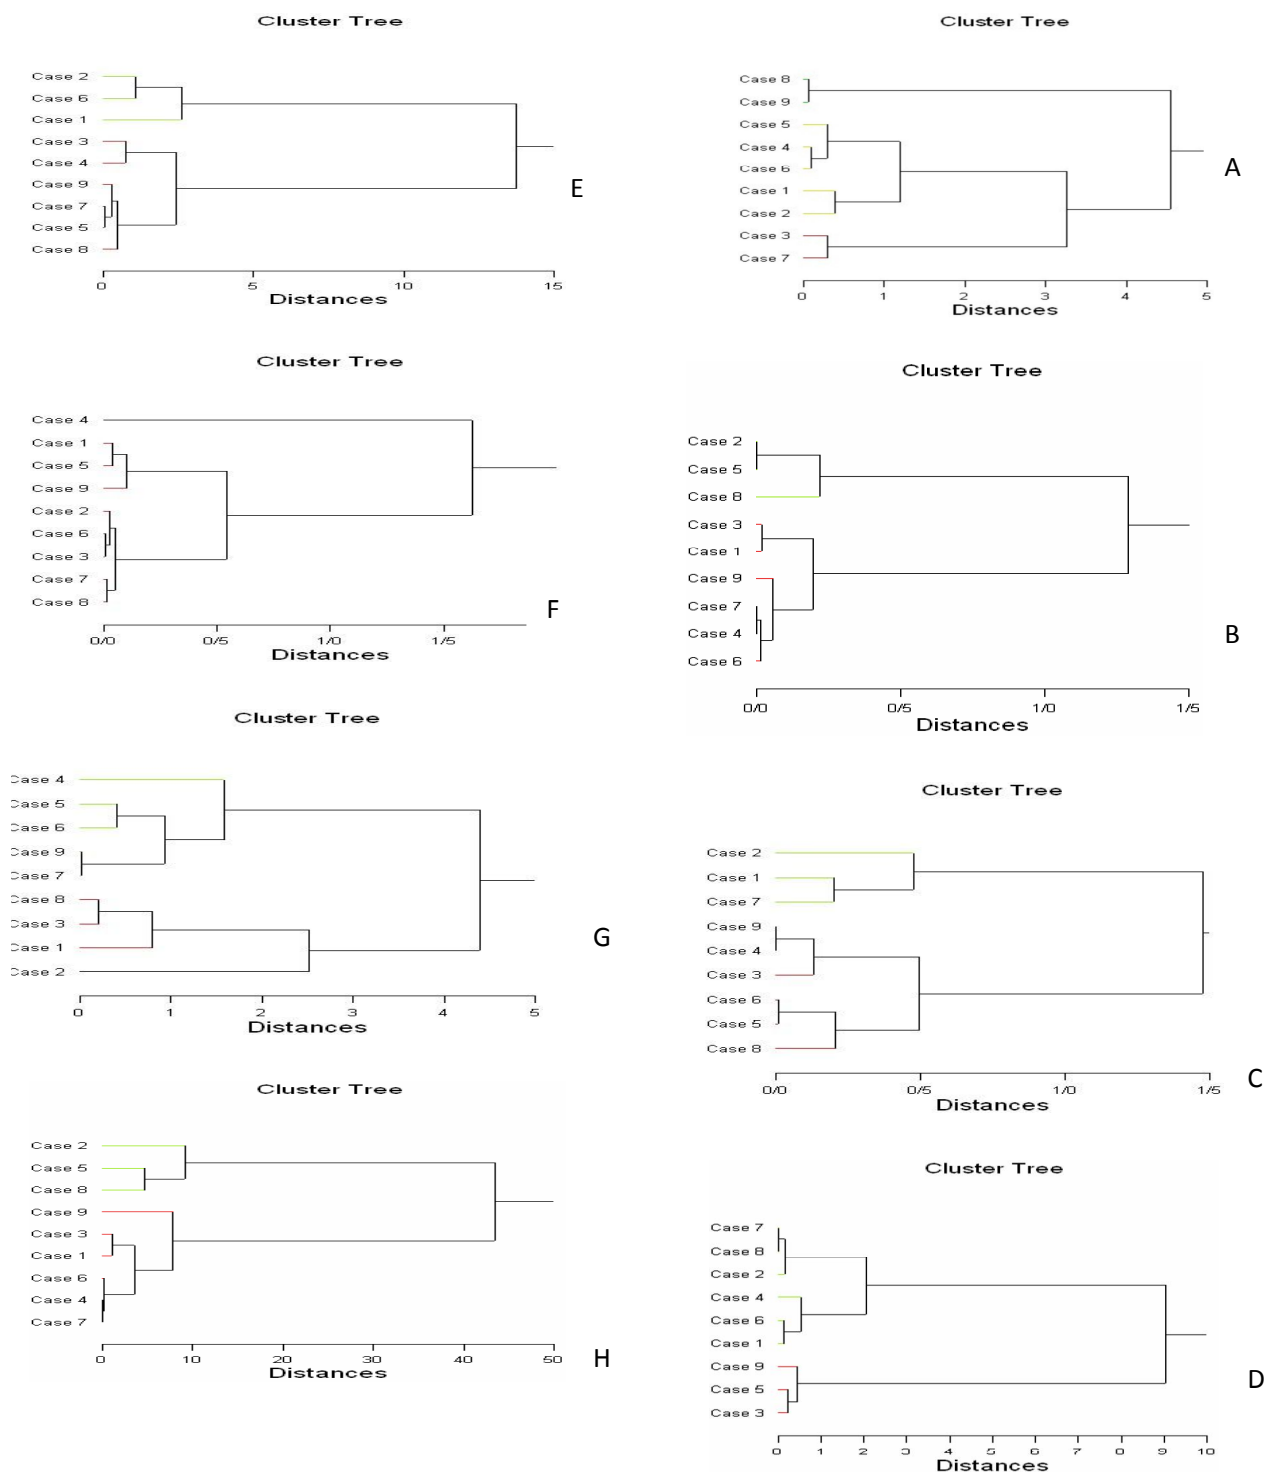 Cluster Tree
Case 2
Case 6
Case 1
Case 3
Case 4
Case 9
Case 7
Case 5
Case 8
0 5 10 15
Distances
E
Cluster Tree
Case 8
Case 9
Case 5
Case 4
Case 6
Case 1
Case 2
Case 3
Case 7
0 1 2 3 4 5
Distances
A
Cluster Tree
Case 4
Case 1
Case 5
Case 9
Case 2
Case 6
Case 3
Case 7
Case 8
0/0 0/5 1/0 1/5
Distances
F
Cluster Tree
Case 2
Case 5
Case 8
Case 3
Case 1
Case 9
Case 7
Case 4
Case 6
0/0 0/5 1/0 1/5
Distances
B
Cluster Tree
Case 4
Case 5
Case 6
Case 9
Case 7
Case 8
Case 3
Case 1
Case 2
0 1 2 3 4 5
Distances
G
Cluster Tree
Case 2
Case 1
Case 7
Case 9
Case 4
Case 3
Case 6
Case 5
Case 8
0/0 0/5 1/0 1/5
Distances
C
Cluster Tree
Case 2
Case 5
Case 8
Case 9
Case 3
Case 1
Case 6
Case 4
Case 7
0 10 20 30 40 50
Distances
H
Cluster Tree
Case 7
Case 8
Case 2
Case 4
Case 6
Case 1
Case 9
Case 5
Case 3
0 1 2 3 4 5 6 7 8 9 10
Distances
D